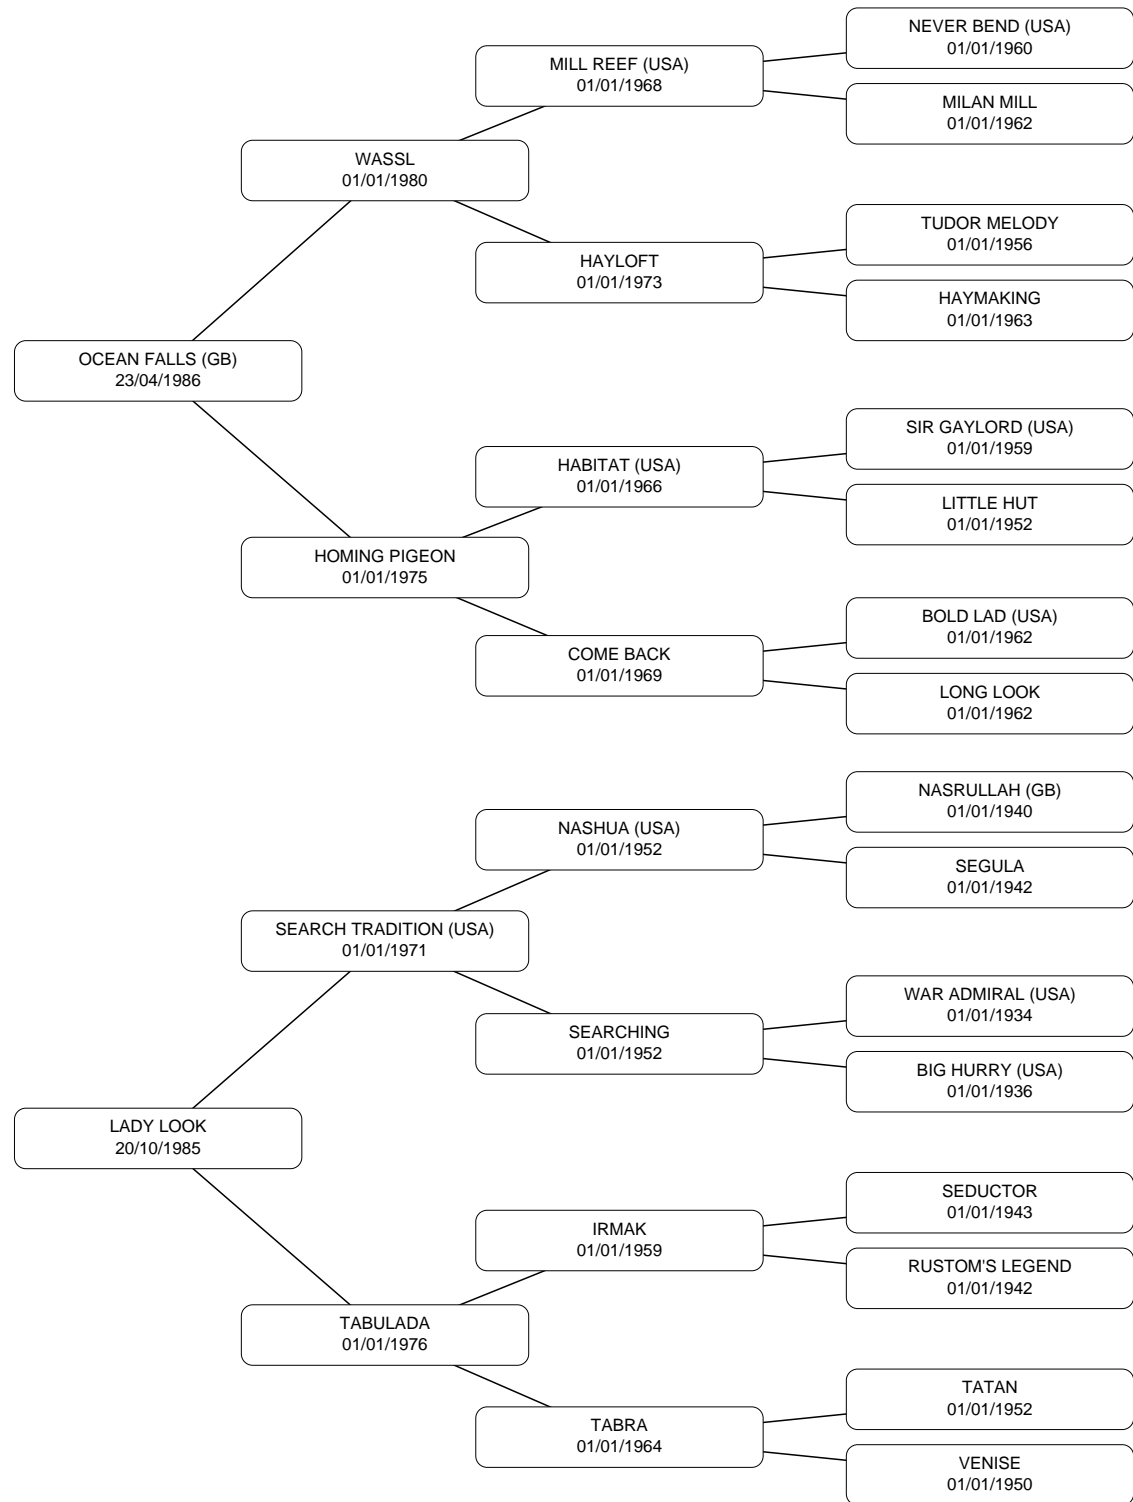 NEVER BEND (USA)
01/01/1960
MILL REEF (USA)
01/01/1968
MILAN MILL
01/01/1962
WASSL
01/01/1980
TUDOR MELODY
01/01/1956
HAYLOFT
01/01/1973
HAYMAKING
01/01/1963
OCEAN FALLS (GB)
23/04/1986
SIR GAYLORD (USA)
01/01/1959
HABITAT (USA)
01/01/1966
LITTLE HUT
01/01/1952
HOMING PIGEON
01/01/1975
BOLD LAD (USA)
01/01/1962
COME BACK
01/01/1969
LONG LOOK
01/01/1962
NASRULLAH (GB)
01/01/1940
NASHUA (USA)
01/01/1952
SEGULA
01/01/1942
SEARCH TRADITION (USA)
01/01/1971
WAR ADMIRAL (USA)
01/01/1934
SEARCHING
01/01/1952
BIG HURRY (USA)
01/01/1936
LADY LOOK
20/10/1985
SEDUCTOR
01/01/1943
IRMAK
01/01/1959
RUSTOM'S LEGEND
01/01/1942
TABULADA
01/01/1976
TATAN
01/01/1952
TABRA
01/01/1964
VENISE
01/01/1950